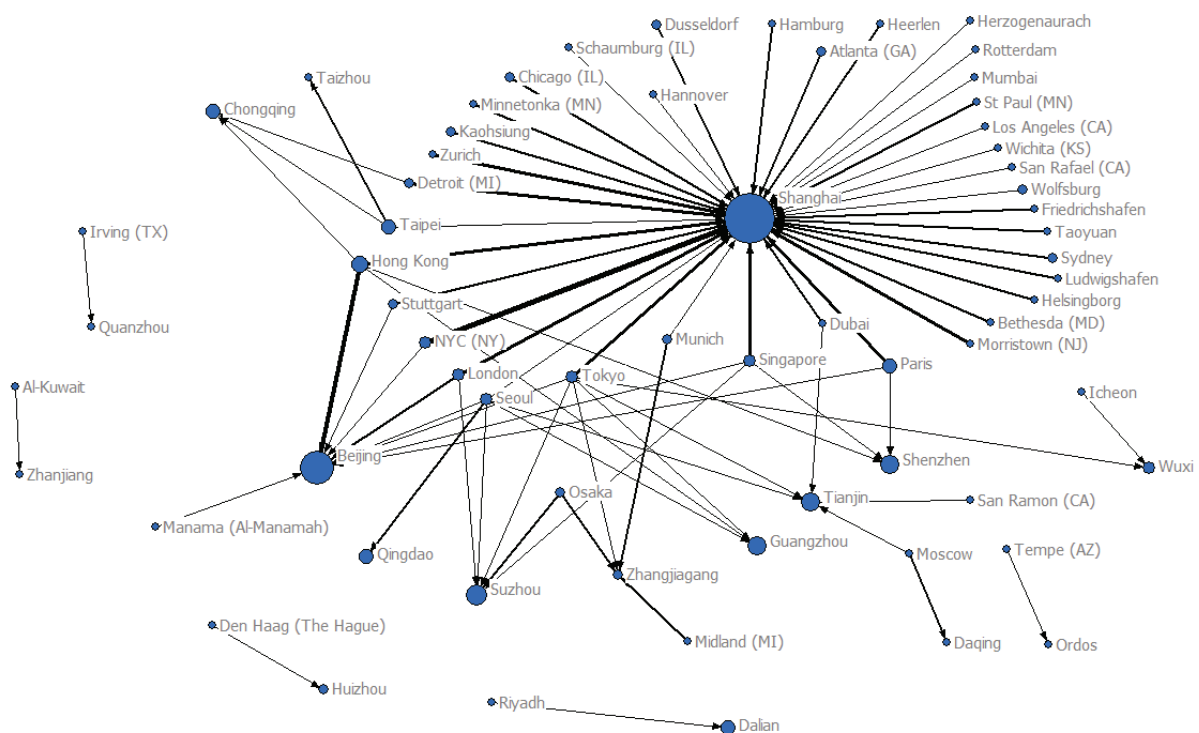 Dusseldorf
Hamburg
Heerlen
Herzogenaurach
Schaumburg (IL)
Atlanta (GA)
Rotterdam
Taizhou
Chicago (IL)
Mumbai
Hannover
Chongqing
Minnetonka (MN)
St Paul (MN)
Kaohsiung
Los Angeles (CA)
Wichita (KS)
Zurich
San Rafael (CA)
Detroit (MI)
Wolfsburg
Shanghai
Friedrichshafen
Taipei
Taoyuan
Irving (TX)
Hong Kong
Sydney
Ludwigshafen
Stuttgart
Helsingborg
Quanzhou
Dubai
Bethesda (MD)
NYC (NY)
Munich
Morristown (NJ)
Singapore
Paris
London
Tokyo
Al-Kuwait
Seoul
Icheon
Beijing
Shenzhen
Wuxi
Zhanjiang
Osaka
Tianjin
San Ramon (CA)
Manama (Al-Manamah)
Guangzhou
Qingdao
Moscow
Tempe (AZ)
Zhangjiagang
Suzhou
Den Haag (The Hague)
Midland (MI)
Daqing
Ordos
Huizhou
Riyadh
Dalian